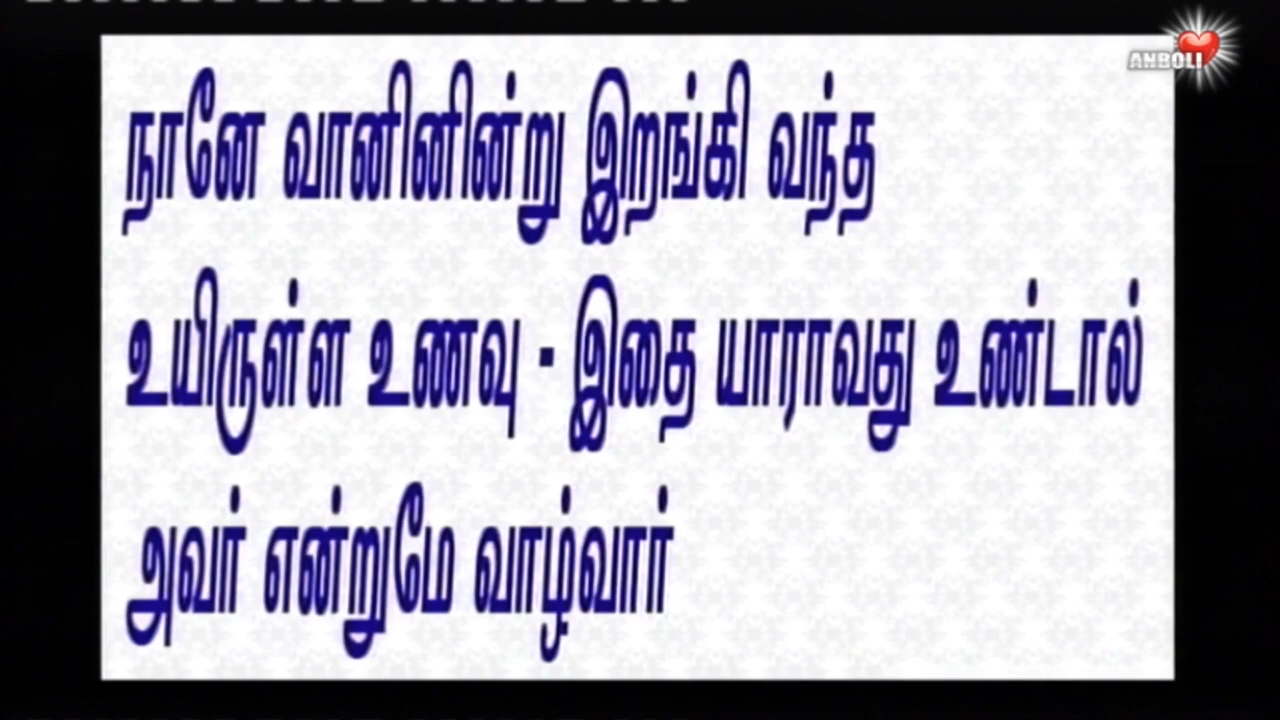 ANBOLI
நானே வானினின்று இறங்கி வந்த
உயிருள்ள உணவு - இதை யாராவது உண்டால்
அவர் என்றுமே வாழ்வார்